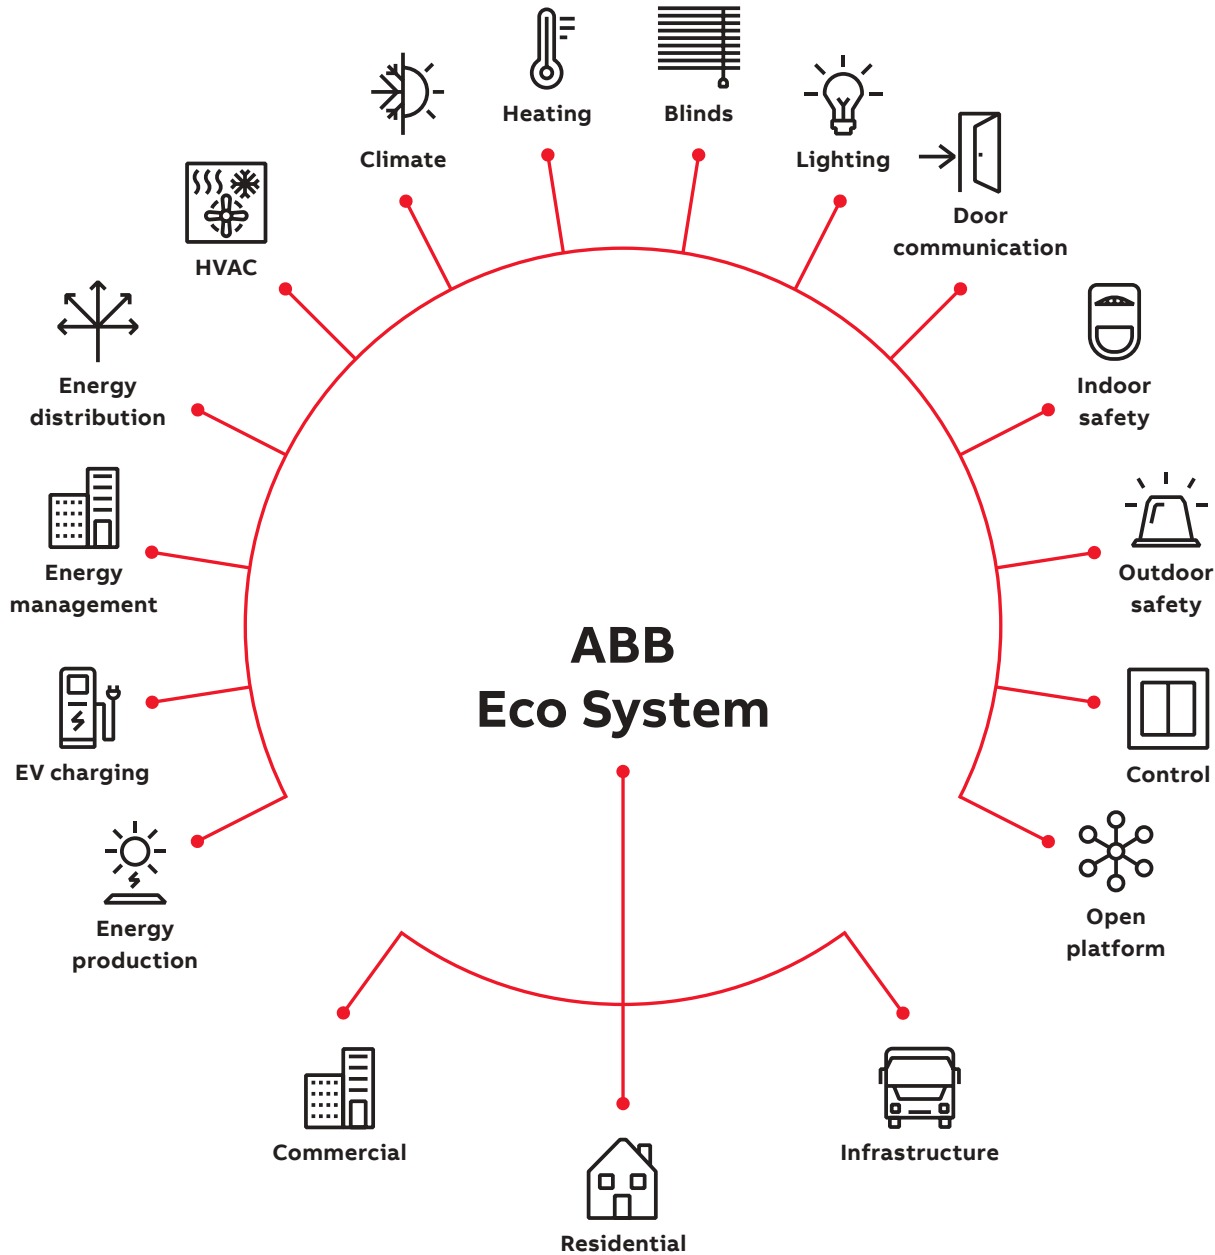 Heating
Blinds
Climate
Lighting
HVAC
Door
communication
Energy
distribution
Indoor
safety
Energy
management
Outdoor
safety
ABB
Eco System
EV charging
Control
Energy
production
Open
platform
Commercial
Infrastructure
Residential